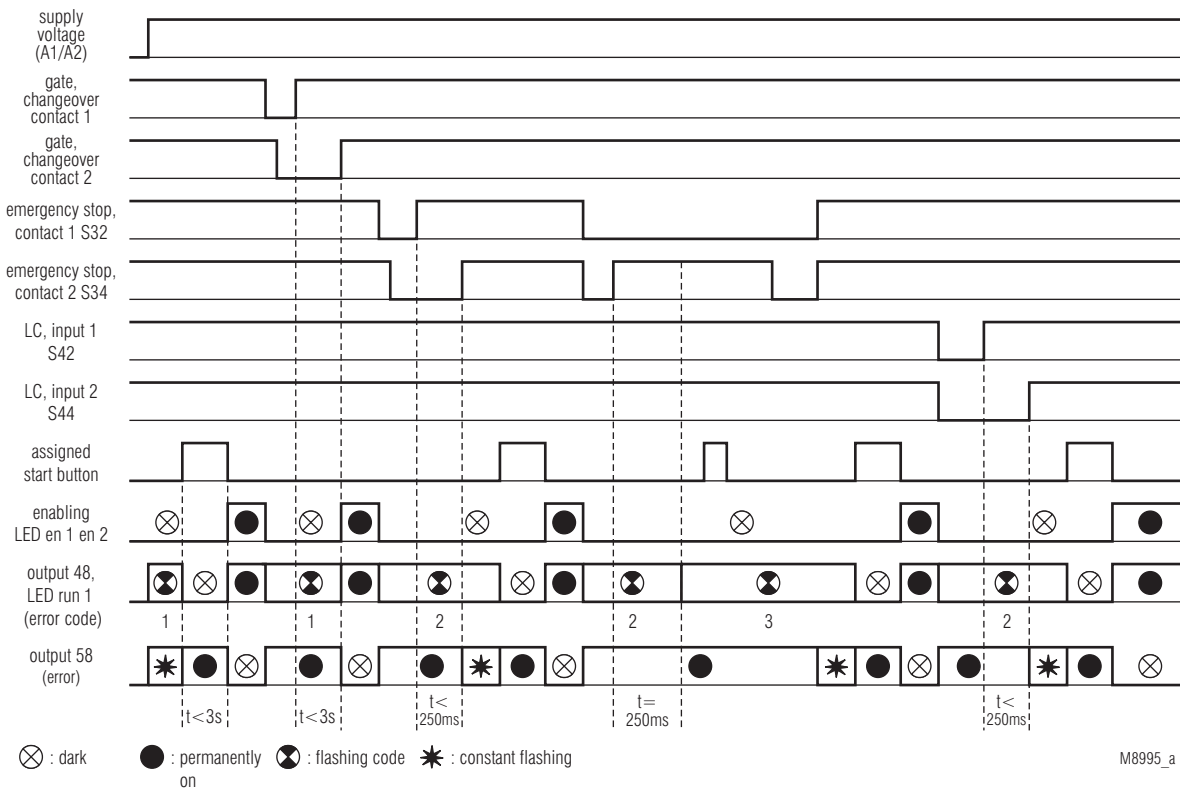 supply
voltage
(A1/A2)
gate,
changeover
contact 1
gate,
changeover
contact 2
emergency stop,
contact 1 S32
emergency stop,
contact 2 S34
LC, input 1
S42
LC, input 2
S44
assigned
start button
enabling
LED en 1 en 2
output 48,
LED run 1
(error code)
1 1 2 2 3 2
output 58
(error)
t<3s t<3s t< 250ms t= 250ms t< 250ms
: dark : permanently on : flashing code : constant flashing
M8995_a